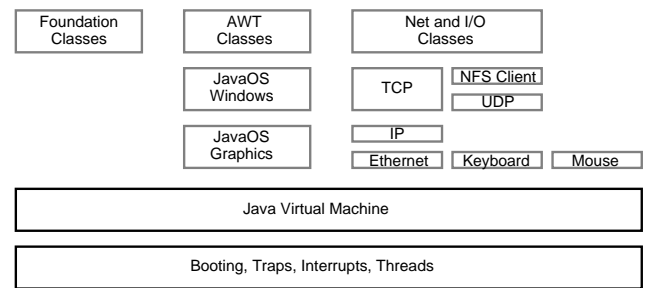 Foundation
Classes
AWT
Classes
Net and I/O
Classes
JavaOS
Windows
TCP
NFS Client
UDP
JavaOS
Graphics
IP
Ethernet
Keyboard
Mouse
Java Virtual Machine
Booting, Traps, Interrupts, Threads